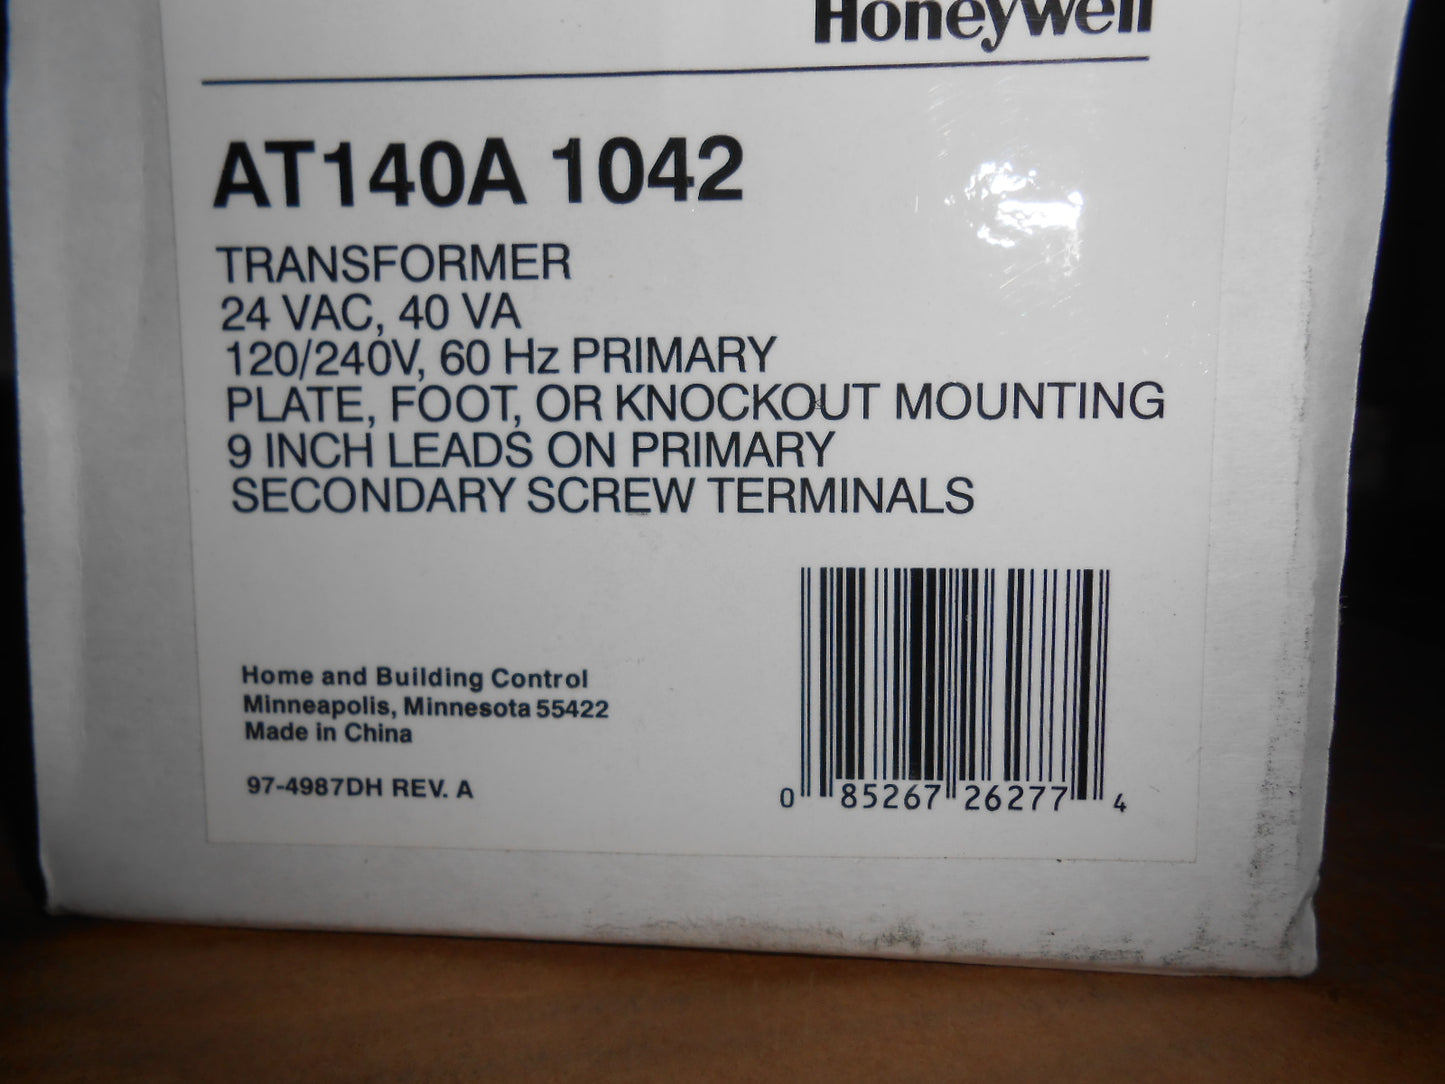 Honeywell
AT140A 1042
TRANSFORMER
24 VAC, 40 VA
120/240V, 60 Hz PRIMARY
PLATE, FOOT, OR KNOCKOUT MOUNTING
9 INCH LEADS ON PRIMARY
SECONDARY SCREW TERMINALS
Home and Building Control
Minneapolis, Minnesota 55422
Made in China
97-4987DH REV. A
0 85267 26277 4